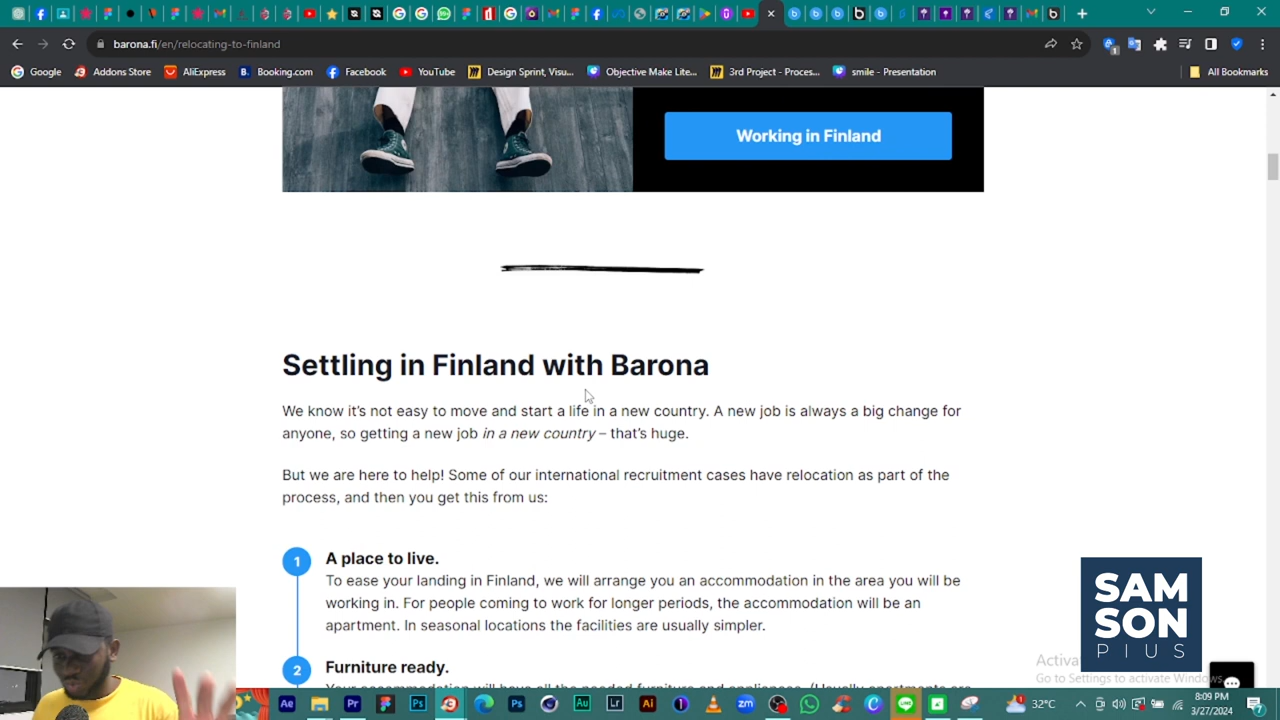 barona.fi/en/relocating-to-finland
Google
Addons Store
AliExpress
Booking.com
Facebook
YouTube
Design Sprint, Visu...
Objective Make Lite...
3rd Project - Proces...
smile - Presentation
All Bookmarks
Working in Finland
Settling in Finland with Barona
We know it's not easy to move and start a life in a new country. A new job is always a big change for
anyone, so getting a new job in a new country – that's huge.
But we are here to help! Some of our international recruitment cases have relocation as part of the
process, and then you get this from us:
1
A place to live.
To ease your landing in Finland, we will arrange you an accommodation in the area you will be
working in. For people coming to work for longer periods, the accommodation will be an
apartment. In seasonal locations the facilities are usually simpler.
2
Furniture ready.
SAM
SON
PIUS
Go to Settings to activate Windows.
32°C
8:09 PM
3/27/2024